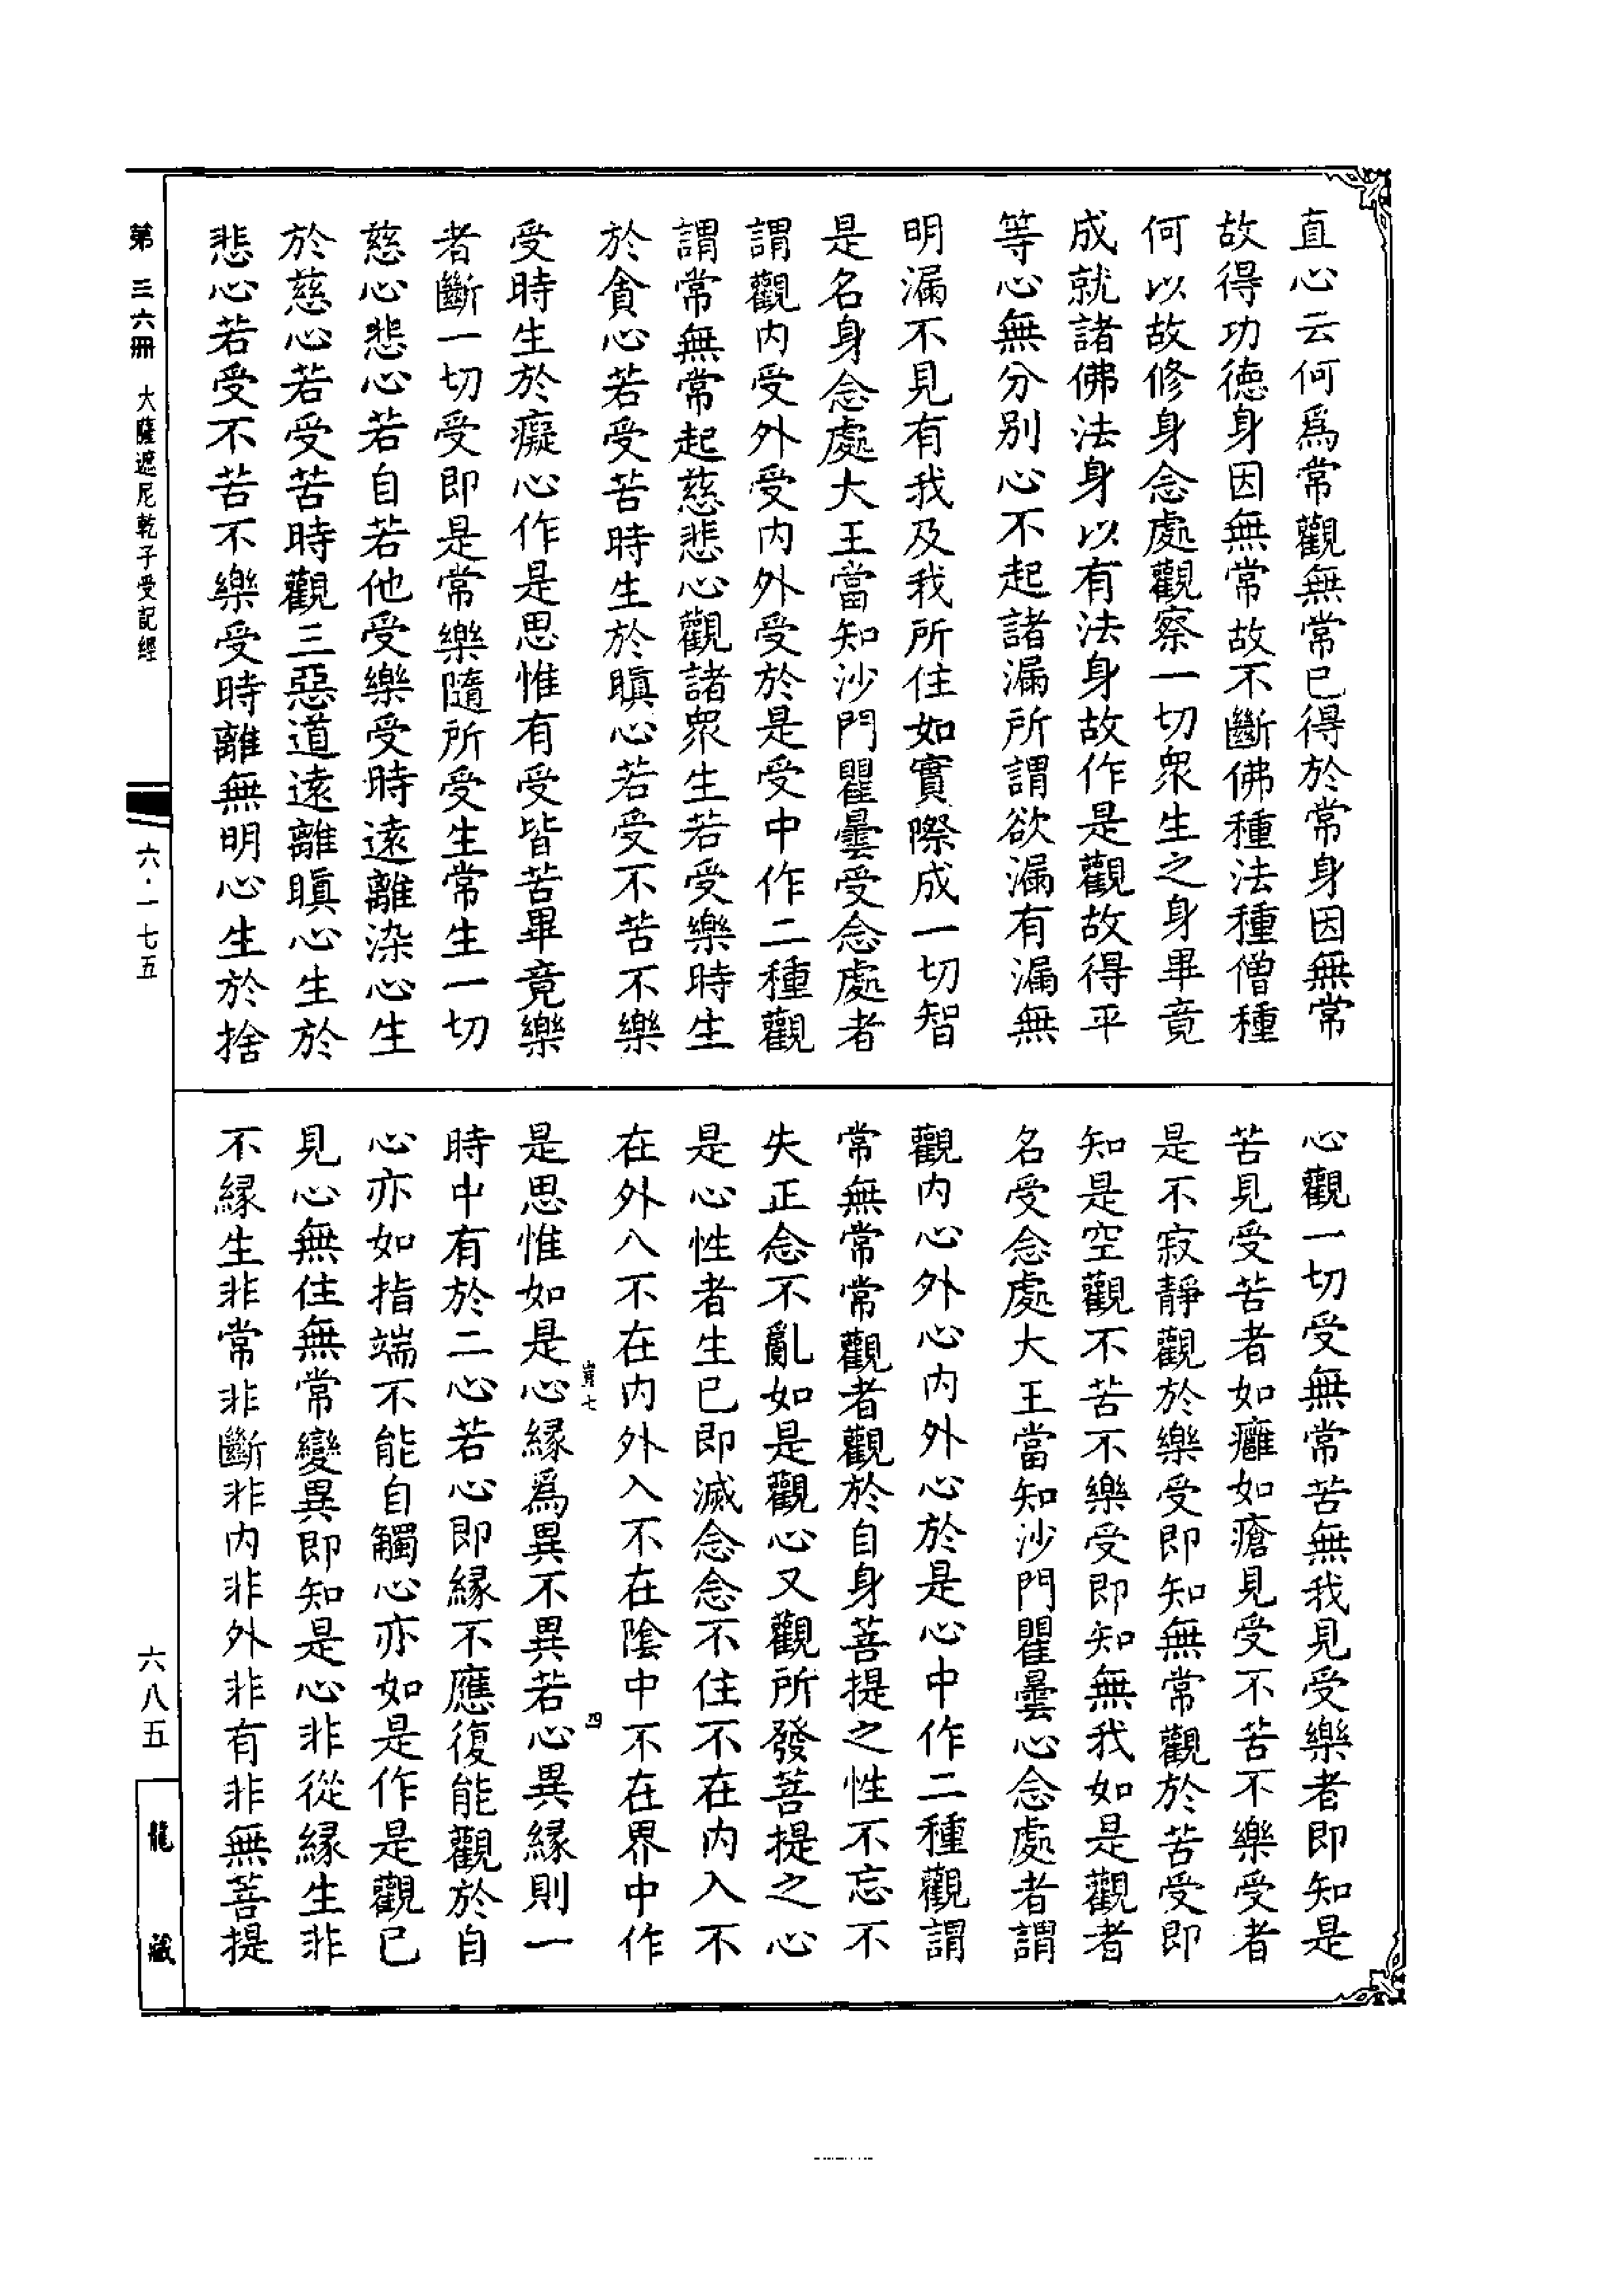 直心云何爲常觀無常已得於常身因無常
故得功德身因無常故不斷佛種法種僧種
何以故修身念處觀察一切衆生之身畢竟
成就諸佛法身以有法身故作是觀故得平
等心無分別心不起諸漏所謂欲漏有漏無
明漏不見有我及我所住如實際成一切智
是名身念處大王當知沙門瞿曇受念處者
謂觀內受外受內外受於是受中作二種觀
謂常無常起慈悲心觀諸衆生若受樂時生
於貪心若受苦時生於瞋心若受不苦不樂
受時生於癡心作是思惟有受皆苦畢竟樂
者斷一切受即是常樂隨所受生常生一切
慈心悲心若自若他受樂受時遠離染心生
於慈心若受苦時觀三惡道遠離瞋心生於
悲心若受不苦不樂受時離無明心生於捨
心觀一切受無常苦無我見受樂者即知是
苦見受苦者如癰如瘡見受不苦不樂受者
是不寂靜觀於樂受即知無常觀於苦受即
知是空觀不苦不樂受即知無我如是觀者
名受念處大王當知沙門瞿曇心念處者謂
觀內心外心內外心於是心中作二種觀謂
常無常常觀者觀於自身菩提之性不忘不
失正念不亂如是觀心又觀所發菩提之心
是心性者生已即滅念念不住不在內入不
在外八不在內外入不在陰中不在界中作
是思惟如是心緣爲異不異若心異緣則一
時中有於二心若心即緣不應復能觀於自
心亦如指端不能自觸心亦如是作是觀已
見心無住無常變異即知是心非從緣生非
不緣生非常非斷非內非外非有非無菩提
七
四
第三六冊 大薩遮尼乾子受記經
六·一七五
六八五
龍藏